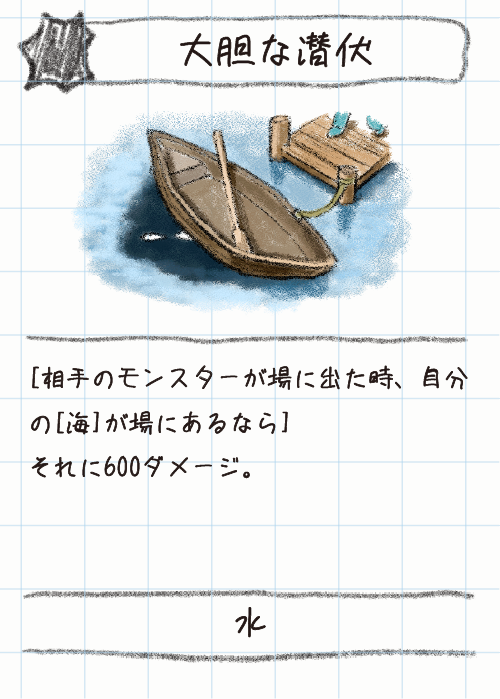 大胆な潜伏
[相手のモンスターが場に出た時、自分
の[海]が場にあるなら]
それに600ダメージ。
水